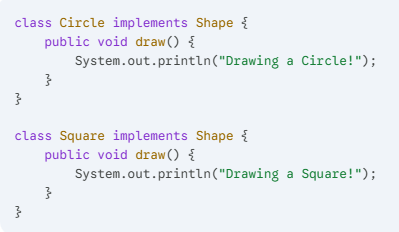 class Circle implements Shape {
    public void draw() {
        System.out.println("Drawing a Circle!");
    }
}

class Square implements Shape {
    public void draw() {
        System.out.println("Drawing a Square!");
    }
}